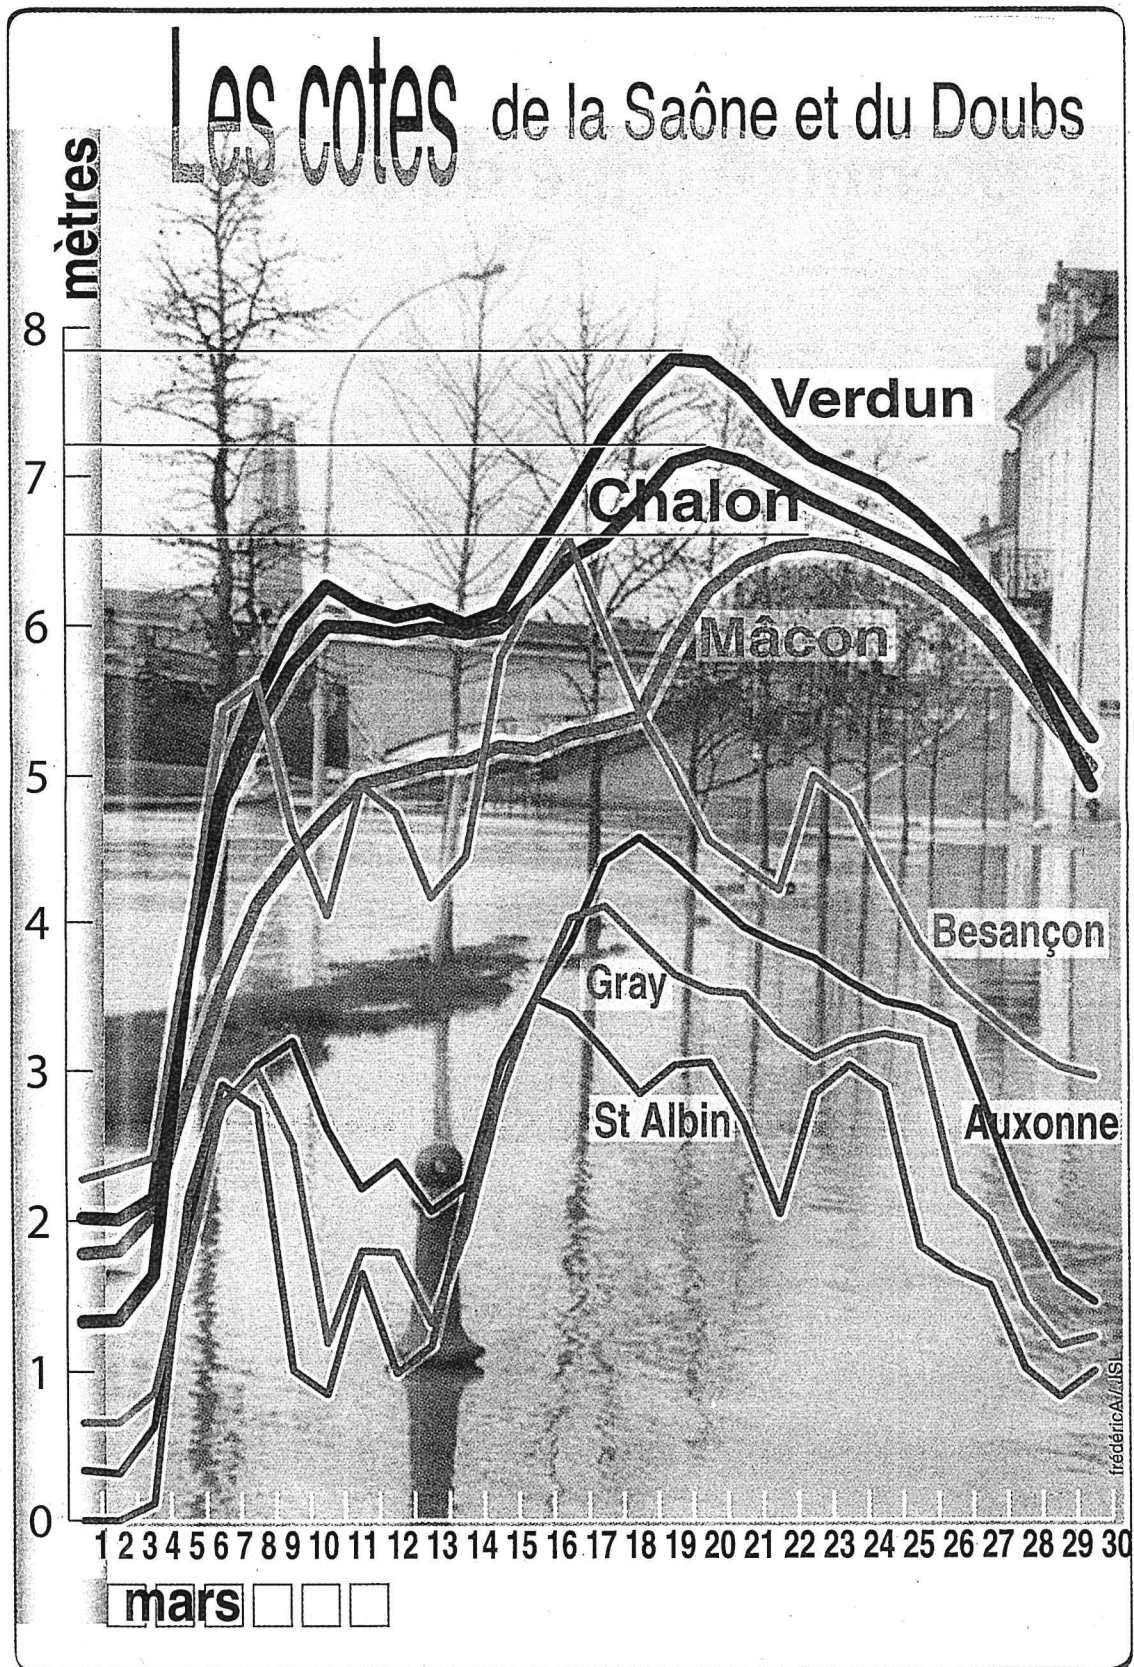 Les cotes de la Saône et du Doubs
mètres
8
Verdun
7
Chalon
6
Mâcon
5
4
Besançon
Gray
3
St Albin
Auxonne
2
1
frédéricA//JSL
0
1 2 3 4 5 6 7 8 9 10 11 12 13 14 15 16 17 18 19 20 21 22 23 24 25 26 27 28 29 30
mars